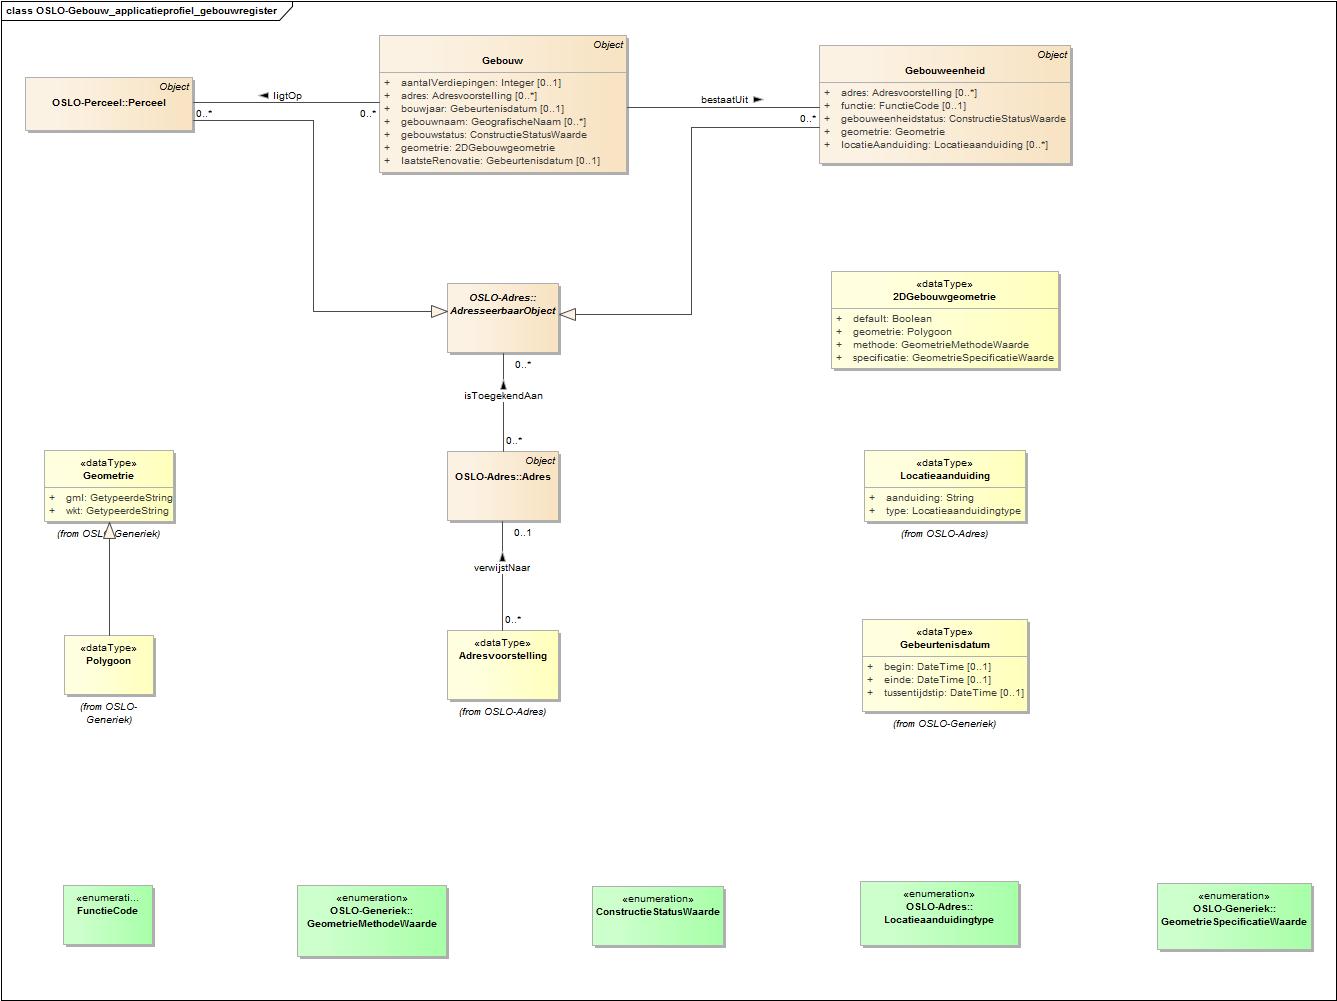 class OSLO-Gebouw_applicatieprofiel_gebouwregister
Object
OSLO-Perceel::Perceel
0..*
ligtOp
0..*
Object
Gebouw
+ aantalVerdiepingen: Integer [0..1]
+ adres: Adresvoorstelling [0..*]
+ bouwjaar: Gebeurtenisdatum [0..1]
+ gebouwnaam: GeografischeNaam [0..*]
+ gebouwstatus: ConstructieStatusWaarde
+ geometrie: 2DGebouwgeometrie
+ laatsteRenovatie: Gebeurtenisdatum [0..1]
bestaatUit
0..*
Object
Gebouweenheid
+ adres: Adresvoorstelling [0..*]
+ functie: FunctieCode [0..1]
+ gebouweenheidstatus: ConstructieStatusWaarde
+ geometrie: Geometrie
+ locatieAanduiding: Locatieaanduiding [0..*]
OSLO-Adres::
AdresseerbaarObject
0..*
isToegekendAan
0..*
«dataType»
2DGebouwgeometrie
+ default: Boolean
+ geometrie: Polygoon
+ methode: GeometrieMethodeWaarde
+ specificatie: GeometrieSpecificatieWaarde
«dataType»
Geometrie
+ gml: GetypeerdeString
+ wkt: GetypeerdeString
(from OSLO-Generiek)
Object
OSLO-Adres::Adres
0..1
verwijstNaar
0..*
«dataType»
Locatieaanduiding
+ aanduiding: String
+ type: Locatieaanduidingtype
(from OSLO-Adres)
«dataType»
Polygoon
(from OSLO-
Generiek)
«dataType»
Adresvoorstelling
(from OSLO-Adres)
«dataType»
Gebeurtenisdatum
+ begin: DateTime [0..1]
+ einde: DateTime [0..1]
+ tussentijdstip: DateTime [0..1]
(from OSLO-Generiek)
«enumerati...
FunctieCode
«enumeration»
OSLO-Generiek::
GeometrieMethodeWaarde
«enumeration»
ConstructieStatusWaarde
«enumeration»
OSLO-Adres::
Locatieaanduidingtype
«enumeration»
OSLO-Generiek::
GeometrieSpecificatieWaarde